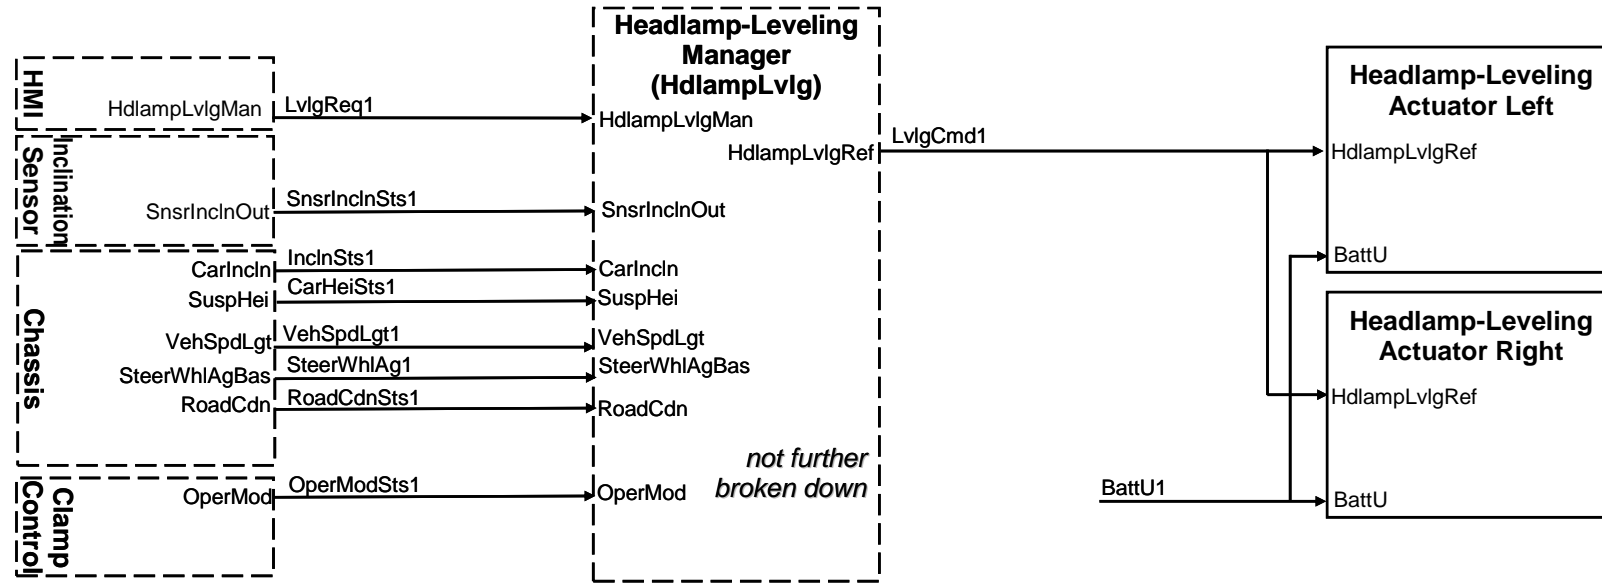 HMI
HdlampLvlgMan
LvlgReq1
Inclination
Sensor
SnsrInclnOut
SnsrInclnSts1
Chassis
CarIncln
InclnSts1
SuspHei
CarHeiSts1
VehSpdLgt
VehSpdLgt1
SteerWhlAgBas
SteerWhlAg1
RoadCdn
RoadCdnSts1
Clamp
Control
OperMod
OperModSts1
Headlamp-Leveling
Manager
(HdlampLvlg)
HdlampLvlgMan
HdlampLvlgRef
SnsrInclnOut
CarIncln
SuspHei
VehSpdLgt
SteerWhlAgBas
RoadCdn
not further
broken down
OperMod
LvlgCmd1
BattU1
Headlamp-Leveling
Actuator Left
HdlampLvlgRef
BattU
Headlamp-Leveling
Actuator Right
HdlampLvlgRef
BattU